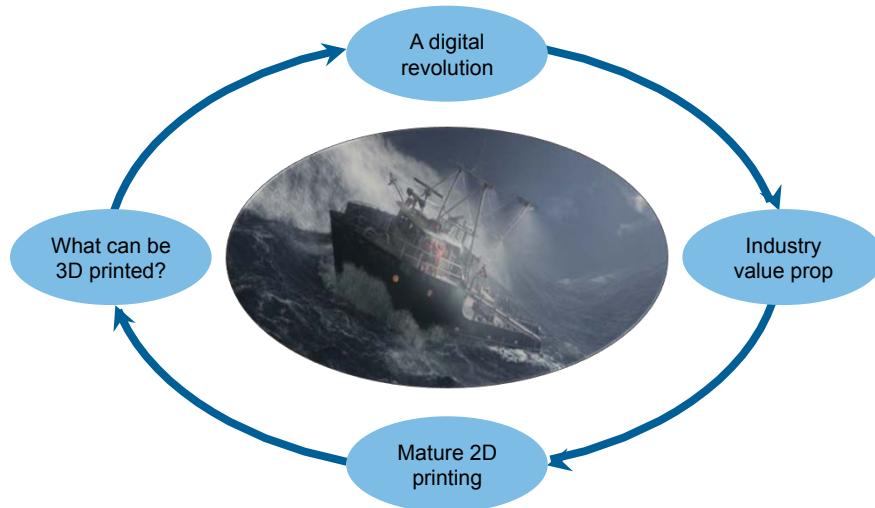 A digital
revolution
Industry
value prop
Mature 2D
printing
What can be
3D printed?